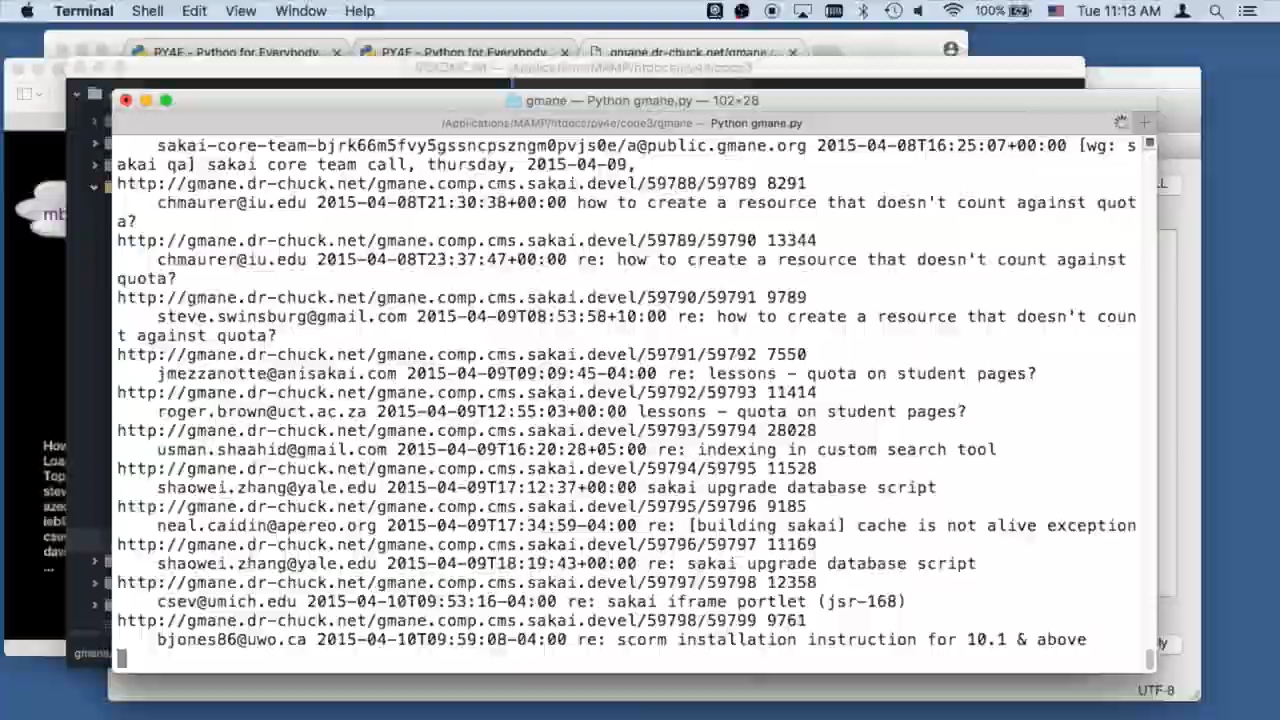 Terminal Shell Edit View Window Help 100% Tue 11:13 AM
PY4E - Python for Everybody PY4E - Python for Everybody gmane.dr-chuck.net/gmane
gmane — Python gmane.py — 102×28
/Applications/MAMP/htdocs/py4e/code3/gmane — Python gmane.py
sakai-core-team-bjrk66m5fvy5gssncpszngm0pvjs0e/a@public.gmane.org 2015-04-08T16:25:07+00:00 [wg: s
akai qa] sakai core team call, thursday, 2015-04-09,
http://gmane.dr-chuck.net/gmane.comp.cms.sakai.devel/59788/59789 8291
chmaurer@iu.edu 2015-04-08T21:30:38+00:00 how to create a resource that doesn't count against quot
a?
http://gmane.dr-chuck.net/gmane.comp.cms.sakai.devel/59789/59790 13344
chmaurer@iu.edu 2015-04-08T23:37:47+00:00 re: how to create a resource that doesn't count against
quota?
http://gmane.dr-chuck.net/gmane.comp.cms.sakai.devel/59790/59791 9789
steve.swinsburg@gmail.com 2015-04-09T08:53:58+10:00 re: how to create a resource that doesn't coun
t against quota?
http://gmane.dr-chuck.net/gmane.comp.cms.sakai.devel/59791/59792 7550
jmezzanotte@anisakai.com 2015-04-09T09:09:45-04:00 re: lessons - quota on student pages?
http://gmane.dr-chuck.net/gmane.comp.cms.sakai.devel/59792/59793 11414
roger.brown@uct.ac.za 2015-04-09T12:55:03+00:00 lessons - quota on student pages?
http://gmane.dr-chuck.net/gmane.comp.cms.sakai.devel/59793/59794 28028
usman.shaahid@gmail.com 2015-04-09T16:20:28+05:00 re: indexing in custom search tool
http://gmane.dr-chuck.net/gmane.comp.cms.sakai.devel/59794/59795 11528
shaowei.zhang@yale.edu 2015-04-09T17:12:37+00:00 sakai upgrade database script
http://gmane.dr-chuck.net/gmane.comp.cms.sakai.devel/59795/59796 9185
neal.caidin@apereo.org 2015-04-09T17:34:59-04:00 re: [building sakai] cache is not alive exception
http://gmane.dr-chuck.net/gmane.comp.cms.sakai.devel/59796/59797 11169
shaowei.zhang@yale.edu 2015-04-09T18:19:43+00:00 re: sakai upgrade database script
http://gmane.dr-chuck.net/gmane.comp.cms.sakai.devel/59797/59798 12358
csev@umich.edu 2015-04-10T09:53:16-04:00 re: sakai iframe portlet (jsr-168)
http://gmane.dr-chuck.net/gmane.comp.cms.sakai.devel/59798/59799 9761
bjones86@uwo.ca 2015-04-10T09:59:08-04:00 re: scorm installation instruction for 10.1 & above
mb
How
Loa
Top
stev
dav
...
gmane.
UTF-8